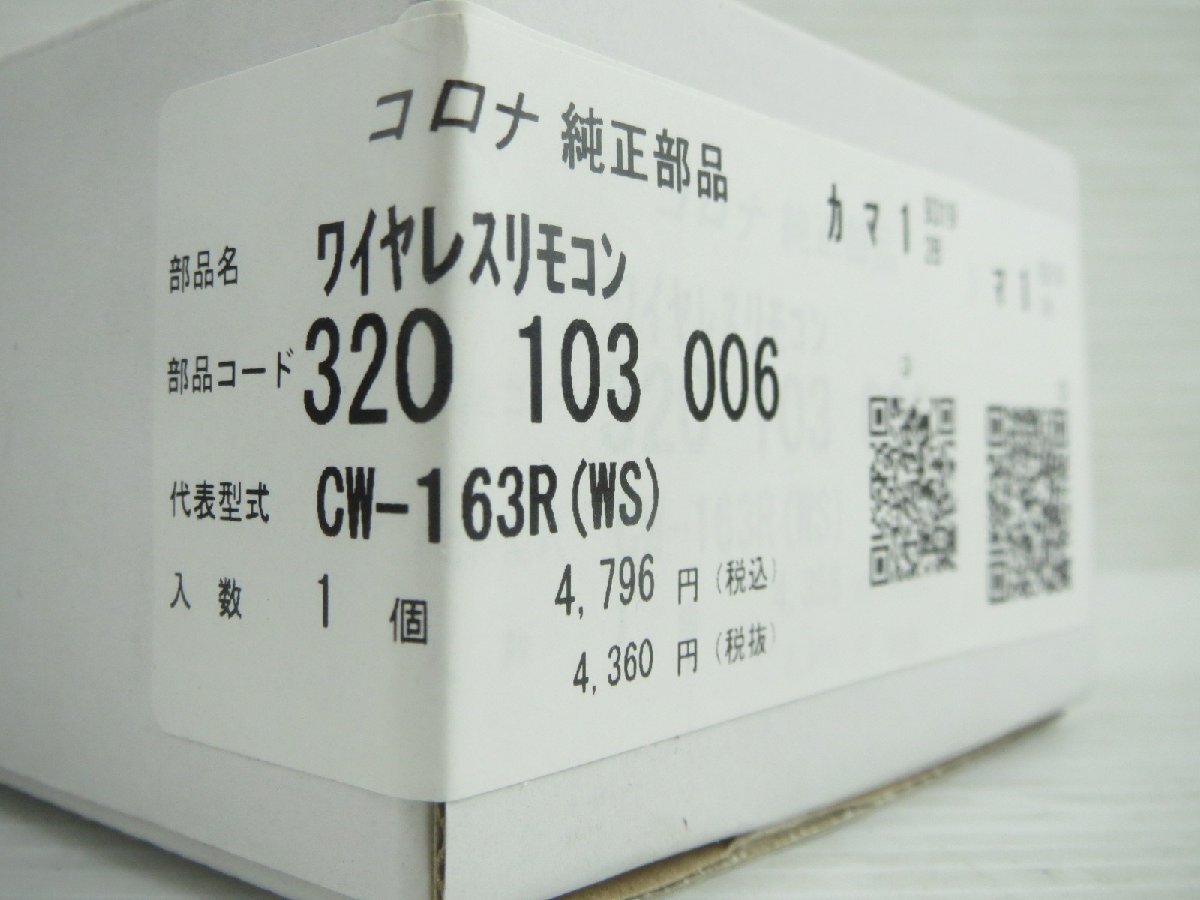 コロナ 純正部品
カマ1
部品名 ワイヤレスリモコン
部品コード 320 103 006
代表型式 CW-163R(WS)
入数 1個
4,796 円(税込)
4,360 円(税抜)
マ1